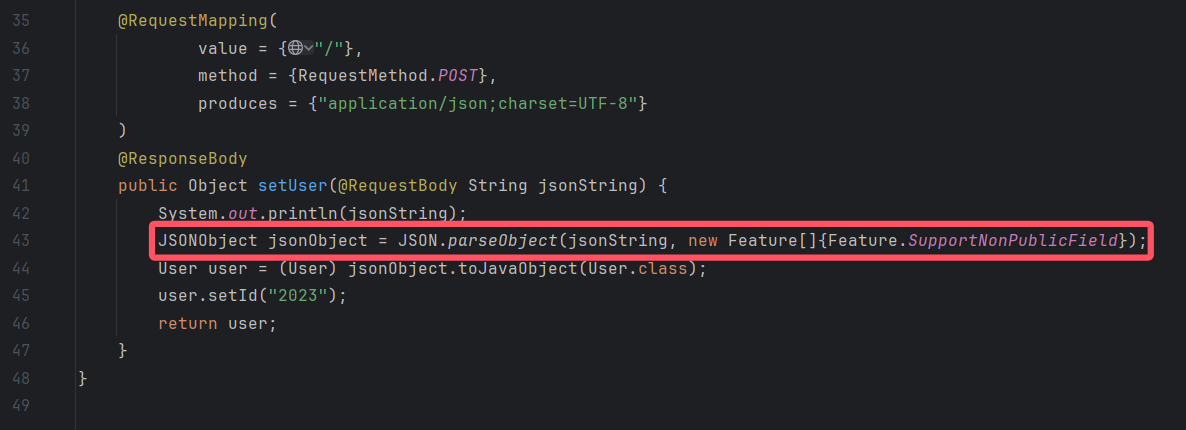 35 @RequestMapping(
36 value = {"/"},
37 method = {RequestMethod.POST},
38 produces = {"application/json;charset=UTF-8"}
39 )
40 @ResponseBody
41 public Object setUser(@RequestBody String jsonString) {
42 System.out.println(jsonString);
43 JSONObject jsonObject = JSON.parseObject(jsonString, new Feature[]{Feature.SupportNonPublicField});
44 User user = (User) jsonObject.toJavaObject(User.class);
45 user.setId("2023");
46 return user;
47 }
48 }
49